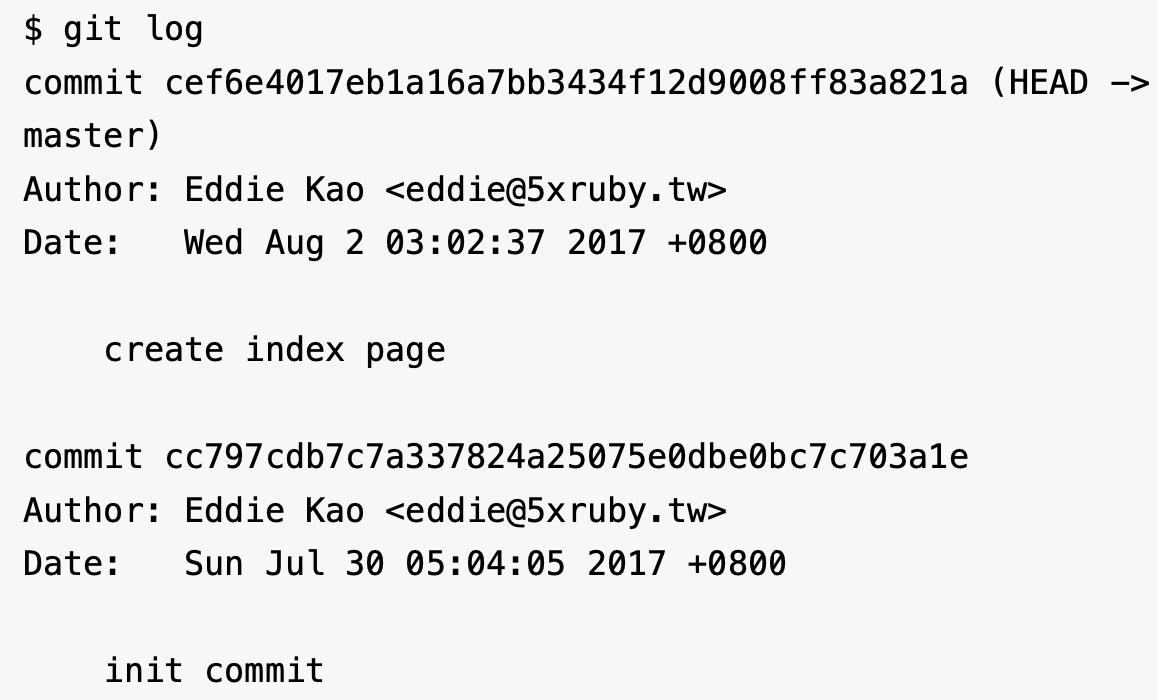 $ git log
commit cef6e4017eb1a16a7bb3434f12d9008ff83a821a (HEAD ->
master)
Author: Eddie Kao <eddie@5xruby.tw>
Date:   Wed Aug 2 03:02:37 2017 +0800
    create index page
commit cc797cdb7c7a337824a25075e0dbe0bc7c703a1e
Author: Eddie Kao <eddie@5xruby.tw>
Date:   Sun Jul 30 05:04:05 2017 +0800
    init commit